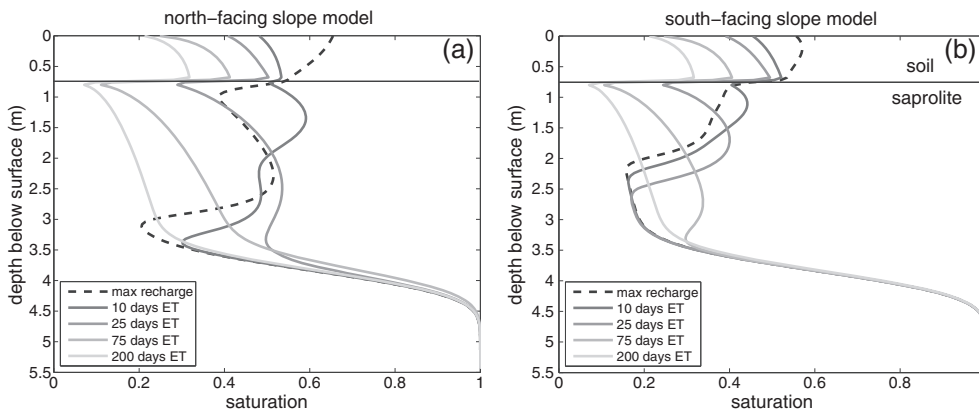 north−facing slope model
(a)
depth below surface (m)
0
0.5
1
1.5
2
2.5
3
3.5
4
4.5
5
5.5
max recharge
10 days ET
25 days ET
75 days ET
200 days ET
0
0.2
0.4
0.6
0.8
1
saturation
south−facing slope model
(b)
soil
saprolite
depth below surface (m)
0
0.5
1
1.5
2
2.5
3
3.5
4
4.5
5
5.5
max recharge
10 days ET
25 days ET
75 days ET
200 days ET
0
0.2
0.4
0.6
0.8
saturation